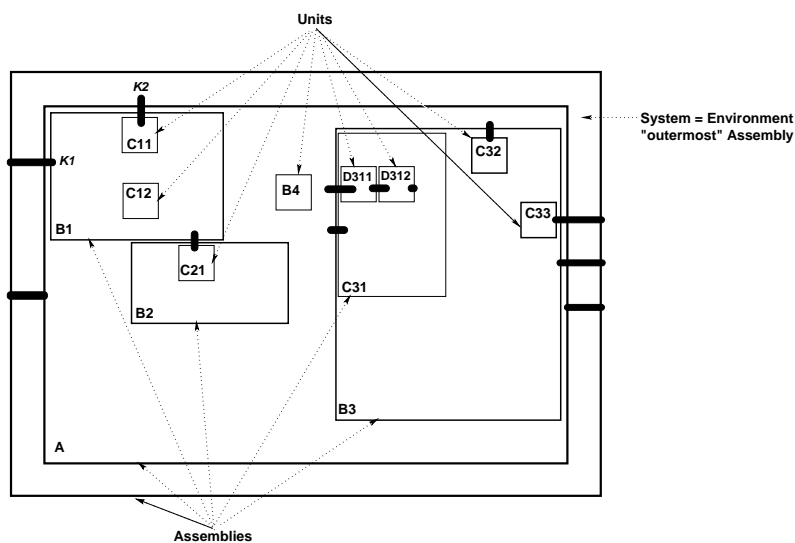 Units
K2
System = Environment
"outermost" Assembly
C11
C32
K1
D311
D312
C12
B4
C33
B1
C21
C31
B2
B3
A
Assemblies